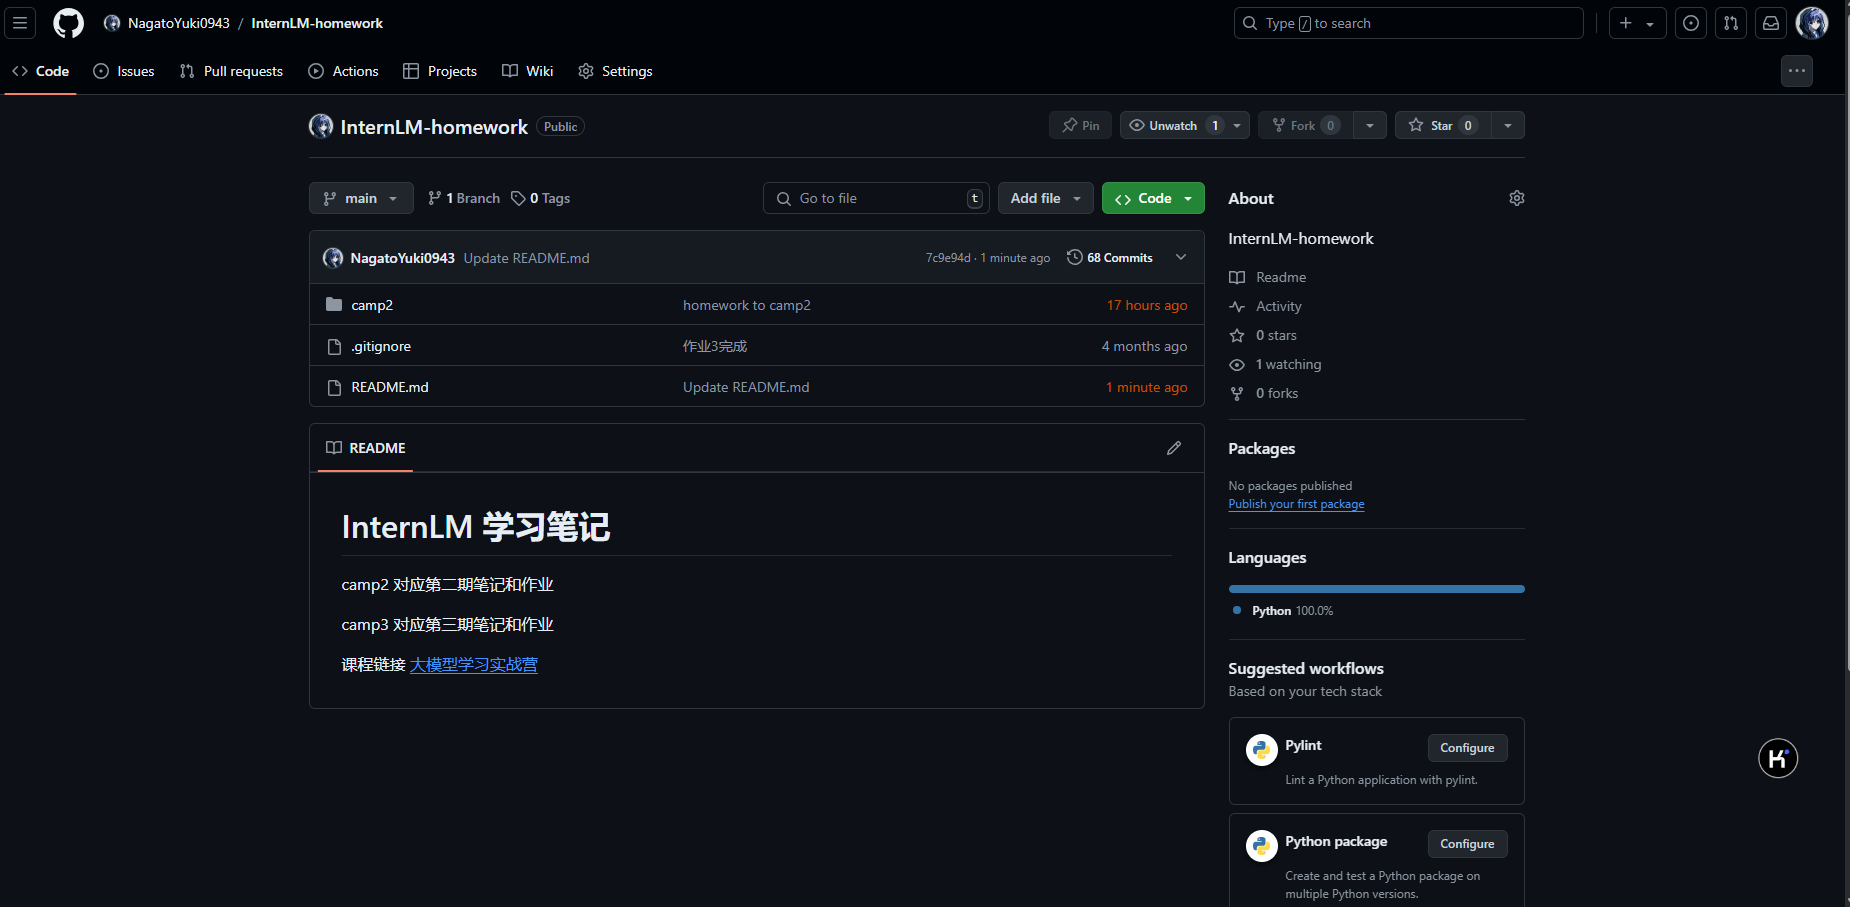 NagatoYuki0943 / InternLM-homework
Type / to search
Code Issues Pull requests Actions Projects Wiki Settings
InternLM-homework Public
Pin Unwatch 1 Fork 0 Star 0
main 1 Branch 0 Tags
Go to file t Add file Code
NagatoYuki0943 Update README.md 7c9e94d · 1 minute ago 68 Commits
camp2 homework to camp2 17 hours ago
.gitignore 作业3完成 4 months ago
README.md Update README.md 1 minute ago
README
InternLM 学习笔记
camp2 对应第二期笔记和作业
camp3 对应第三期笔记和作业
课程链接 大模型学习实战营
About
InternLM-homework
Readme
Activity
0 stars
1 watching
0 forks
Packages
No packages published
Publish your first package
Languages
Python 100.0%
Suggested workflows
Based on your tech stack
Pylint Configure
Lint a Python application with pylint.
Python package Configure
Create and test a Python package on
multiple Python versions.
K